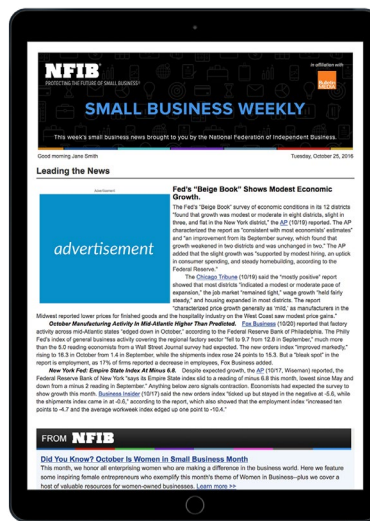 NFIB
PROTECTING THE FUTURE OF SMALL BUSINESS®
in affiliation with
Bulletin
MEDIA
SMALL BUSINESS WEEKLY
This week's small business news brought to you by the National Federation of Independent Business.
Good morning Jane Smith
Tuesday, October 25, 2016
Leading the News
Advertisement
advertisement
Fed's "Beige Book" Shows Modest Economic
Growth.
The Fed's "Beige Book" survey of economic conditions in its 12 districts
"found that growth was modest or moderate in eight districts, slight in
three, and flat in the New York district," the AP (10/19) reported. The AP
characterized the report as "consistent with most economists' estimates"
and "an improvement from its September survey, which found that
growth weakened in two districts and was unchanged in two." The AP
added that the slight growth was "supported by modest hiring, an uptick
in consumer spending, and steady homebuilding, according to the
Federal Reserve."
The Chicago Tribune (10/19) said the "mostly positive" report
showed that most districts "indicated a modest or moderate pace of
expansion," the job market "remained tight," wage growth "held fairly
steady," and housing expanded in most districts. The report
"characterized price growth generally as 'mild,' as manufacturers in the
Midwest reported lower prices for finished goods and the hospitality industry on the West Coast saw modest price gains."
October Manufacturing Activity In Mid-Atlantic Higher Than Predicted. Fox Business (10/20) reported that factory
activity across mid-Atlantic states "edged down in October," according to the Federal Reserve Bank of Philadelphia. The Philly
Fed's index of general business activity covering the regional factory sector "fell to 9.7 from 12.8 in September," much more
than the 5.0 reading economists from a Wall Street Journal survey had expected. The new orders index "improved markedly,"
rising to 16.3 in October from 1.4 in September, while the shipments index rose 24 points to 15.3. But a "bleak spot" in the
report is employment, as 17% of firms reported a decrease in employees, Fox Business added.
New York Fed: Empire State Index At Minus 6.8. Despite expected growth, the AP (10/17, Wiseman) reported, the
Federal Reserve Bank of New York "says its Empire State index slid to a reading of minus 6.8 this month, lowest since May and
down from a minus 2 reading in September." Anything below zero signals contraction. Economists had expected the survey to
show growth this month. Business Insider (10/17) said the new orders index "ticked up but stayed in the negative at -5.6, while
the shipments index came in at -0.6," according to the report, which also showed that the employment index "increased ten
points to -4.7 and the average workweek index edged up one point to -10.4."
FROM NFIB
Did You Know? October Is Women in Small Business Month
This month, we honor all enterprising women who are making a difference in the business world. Here we feature
some inspiring female entrepreneurs who exemplify this month's theme of Women in Business–plus we cover a
host of valuable resources for women-owned businesses. Learn more >>